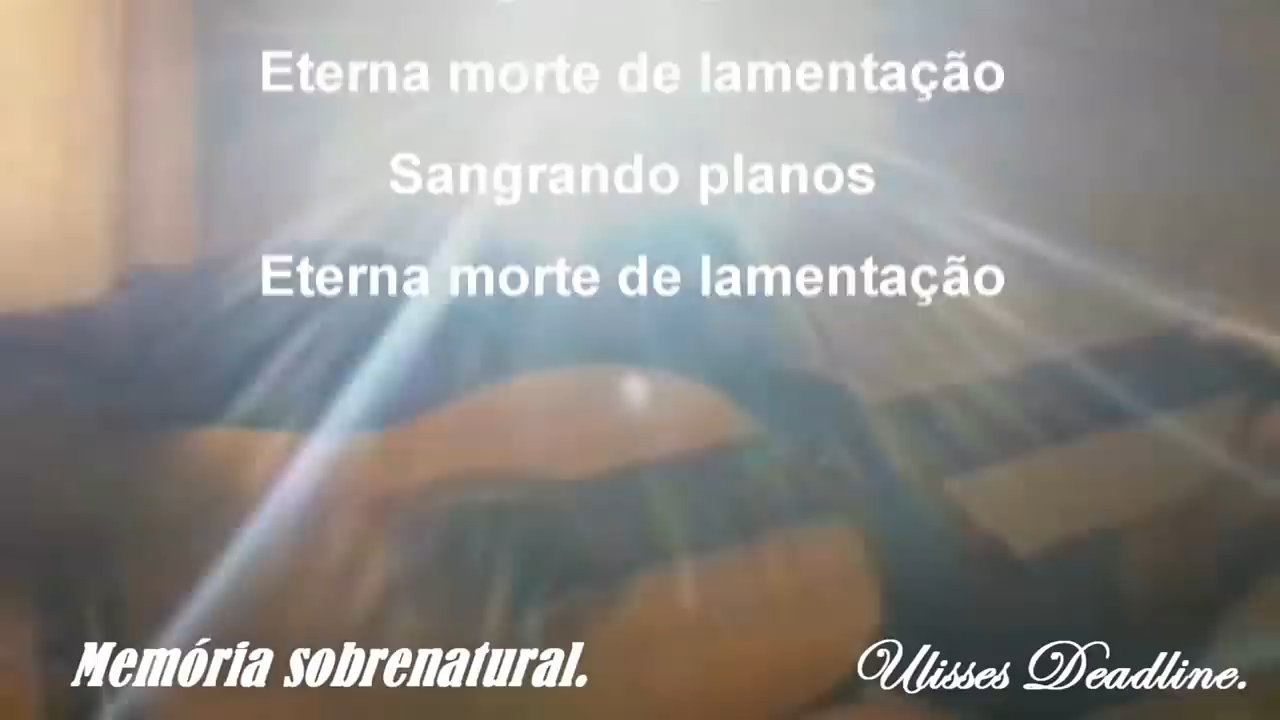 Eterna morte de lamentação
Sangrando planos
Eterna morte de lamentação
Memória sobrenatural.
Ulisses Deadline.